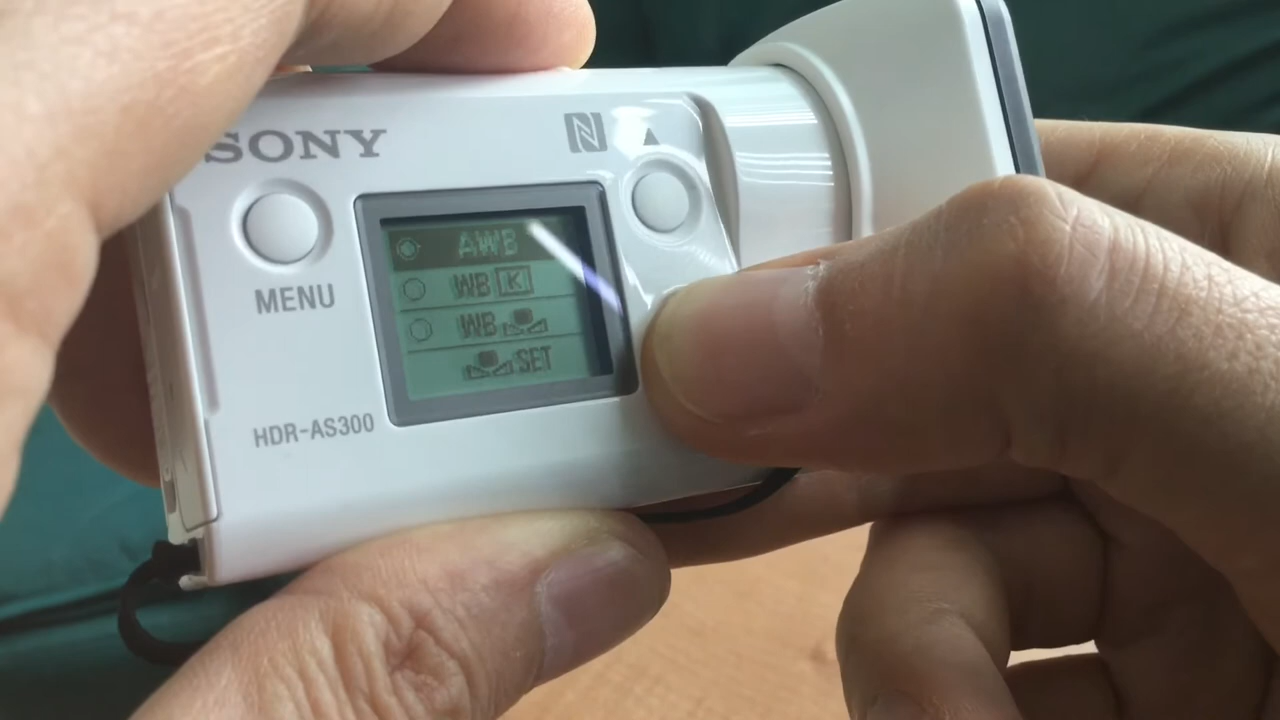 SONY
MENU
AWB
WB K
WB
SET
HDR-AS300